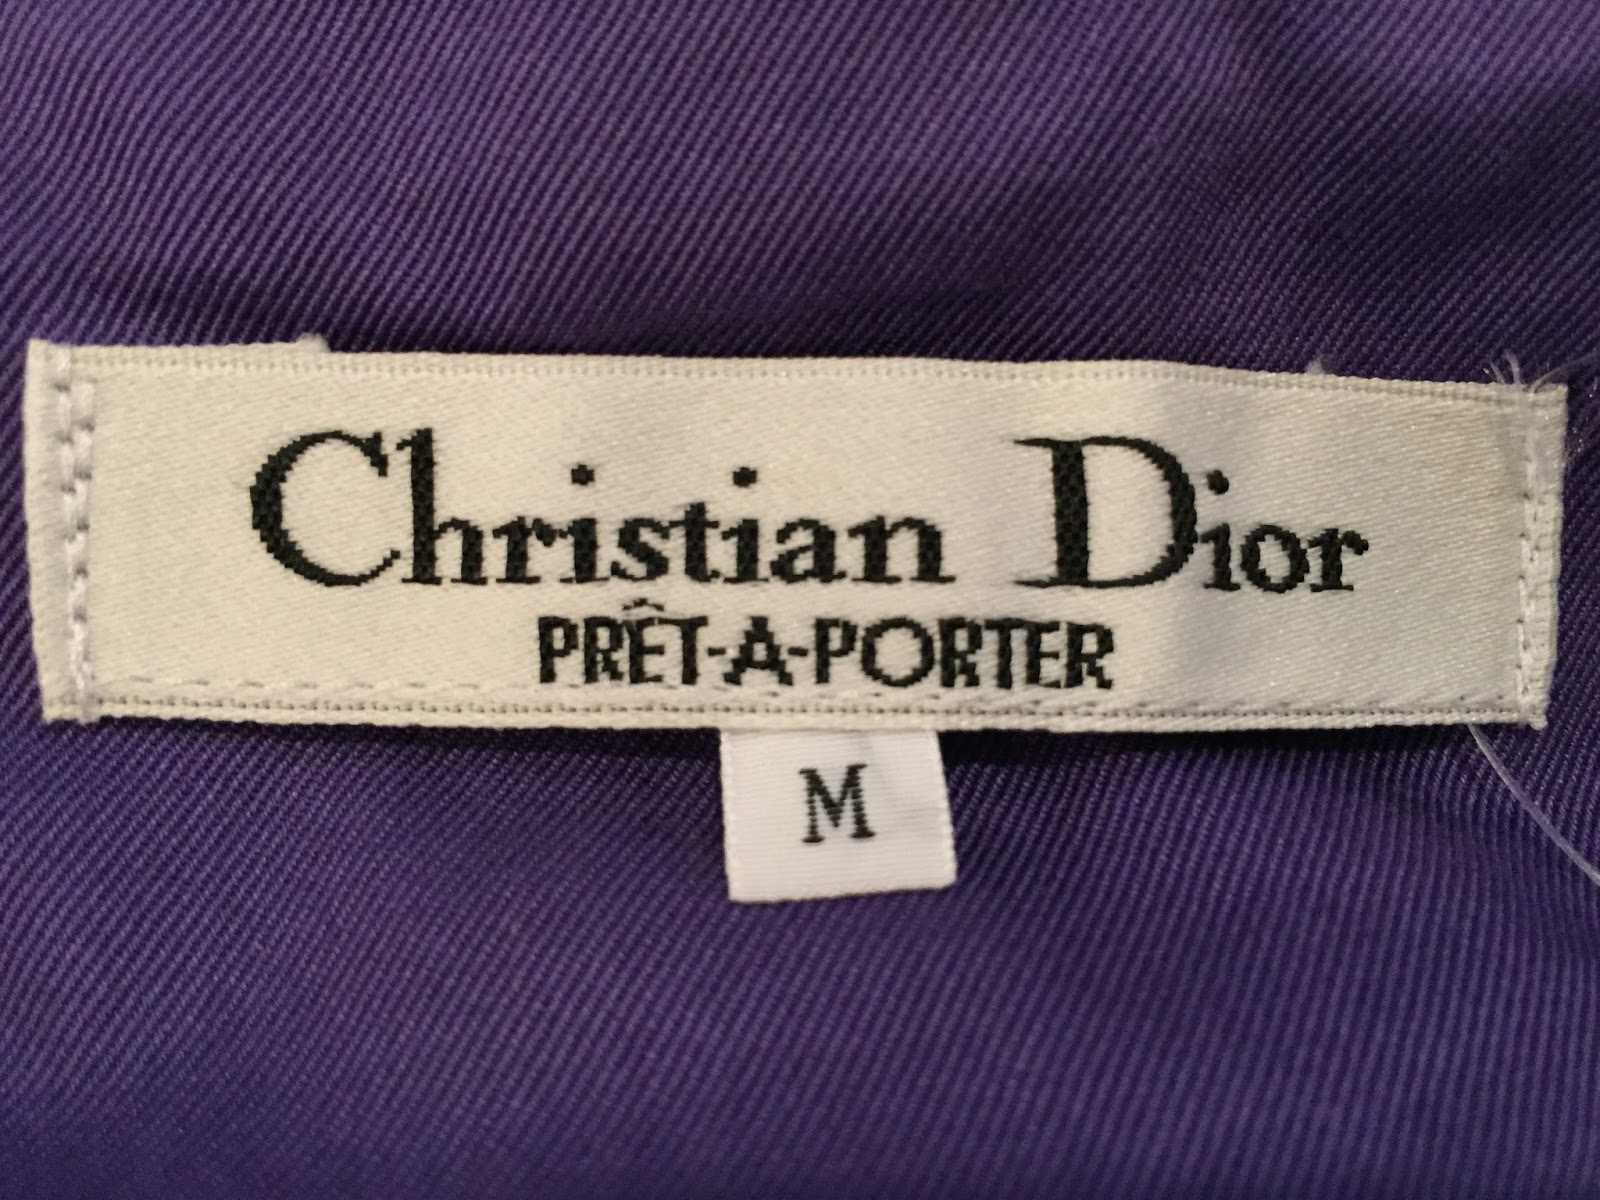 Christian Dior
PRÊT-A-PORTER
M